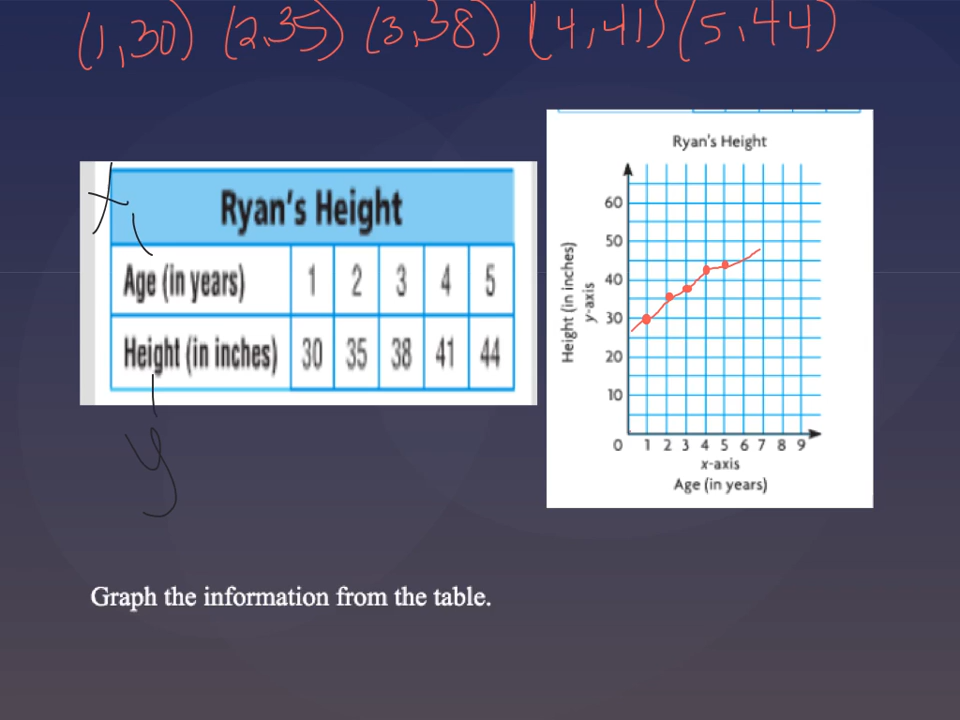 (1,30) (2,35) (3,38) (4,41) (5,44)
x
Ryan's Height
Age (in years) 1 2 3 4 5
Height (in inches) 30 35 38 41 44
y
Ryan's Height
Height (in inches)
y-axis
60
50
40
30
20
10
0 1 2 3 4 5 6 7 8 9
x-axis
Age (in years)
Graph the information from the table.